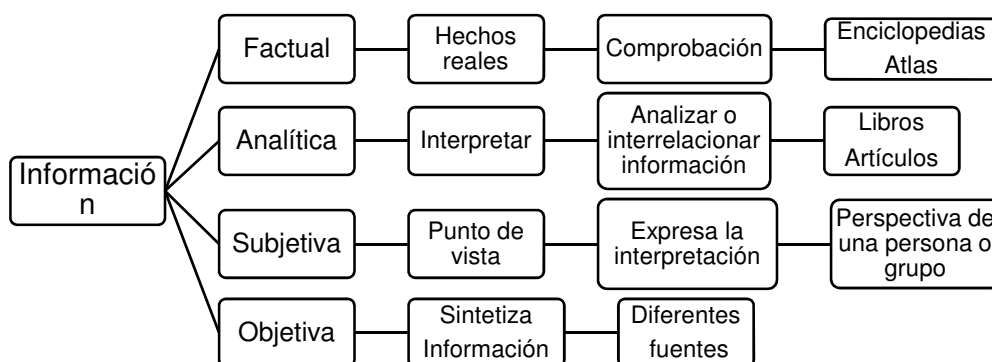 Factual
Hechos
reales
Comprobación
Enciclopedias
Atlas
Analítica
Interpretar
Analizar o
interrelacionar
información
Libros
Artículos
Informació
n
Subjetiva
Punto de
vista
Expresa la
interpretación
Perspectiva de
una persona o
grupo
Objetiva
Sintetiza
Información
Diferentes
fuentes